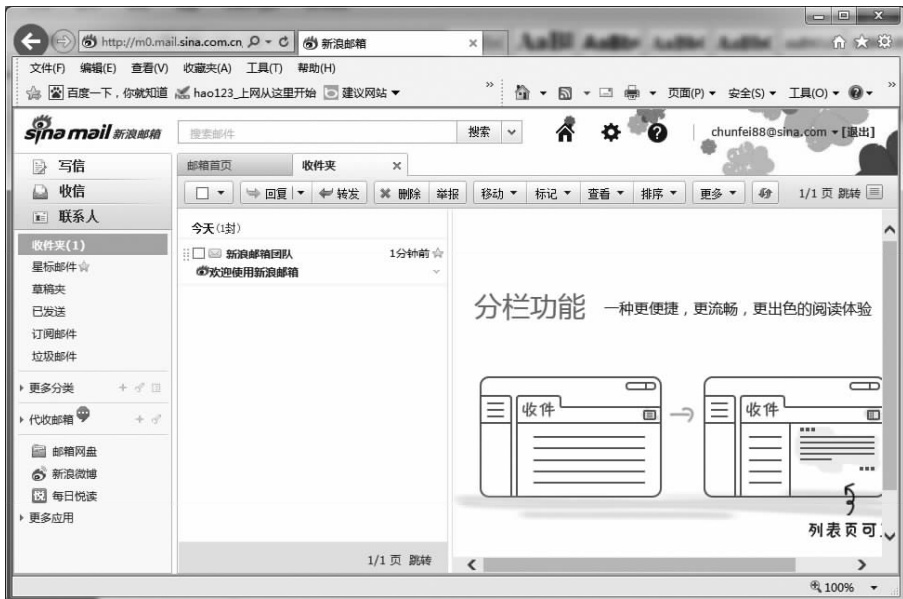 http://m0.mail.sina.com.cn
新浪邮箱
文件(F) 编辑(E) 查看(V) 收藏夹(A) 工具(T) 帮助(H)
百度一下，你就知道 hao123_上网从这里开始 建议网站 页面(P) 安全(S) 工具(O)
sina mail 新浪邮箱 搜索邮件 搜索 chunfei88@sina.com [退出]
写信
收信
联系人
收件夹(1)
星标邮件
草稿夹
已发送
订阅邮件
垃圾邮件
更多分类
代收邮箱
邮箱网盘
新浪微博
每日悦读
更多应用
邮箱首页 收件夹 ×
回复 转发 删除 举报 移动 标记 查看 排序 更多 1/1 页 跳转
今天(1封)
新浪邮箱团队 1分钟前
欢迎使用新浪邮箱
1/1 页 跳转
分栏功能 一种更便捷，更流畅，更出色的阅读体验
收件 收件
列表页可
100%